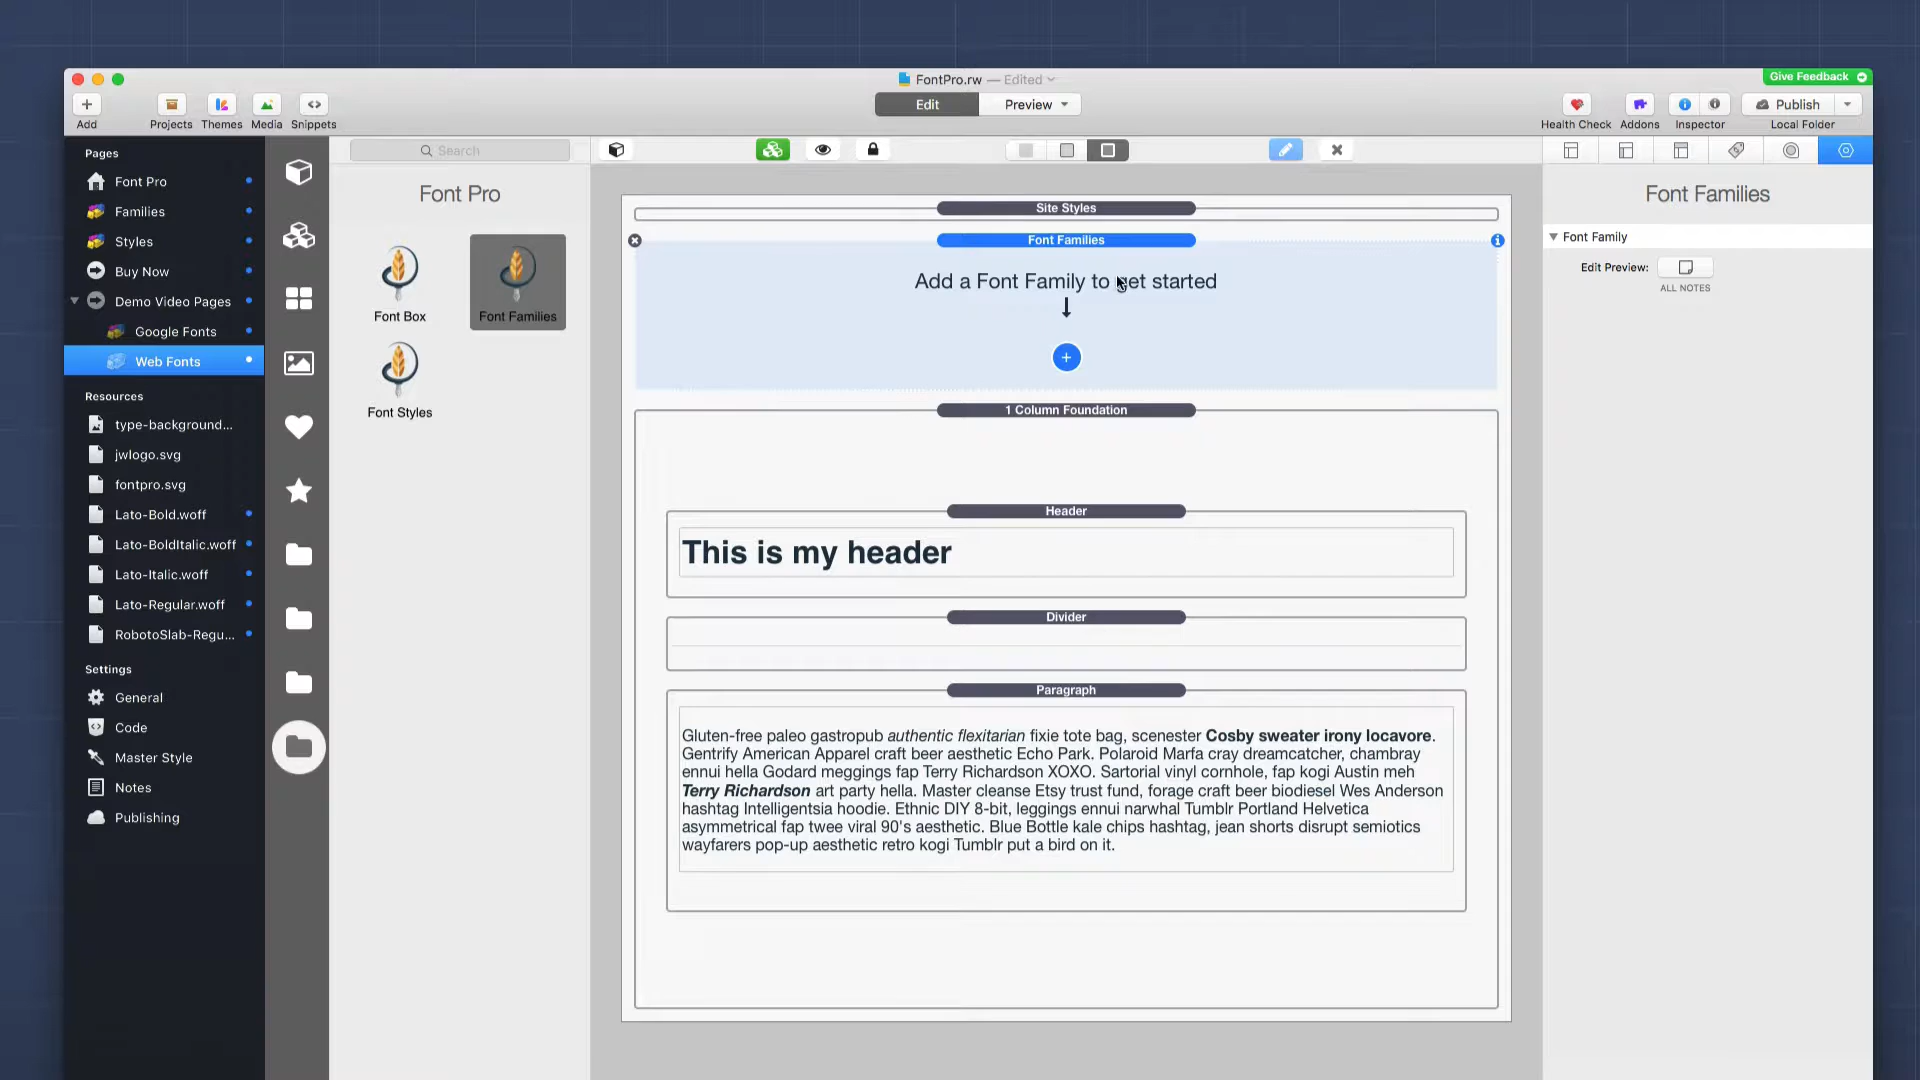 FontPro.rw — Edited
Give Feedback
Edit
Preview
Publish
Add
Projects
Themes
Media
Snippets
Health Check
Addons
Inspector
Local Folder
Pages
Font Pro
Families
Styles
Buy Now
Demo Video Pages
Google Fonts
Web Fonts
Resources
type-background...
jwlogo.svg
fontpro.svg
Lato-Bold.woff
Lato-BoldItalic.woff
Lato-Italic.woff
Lato-Regular.woff
RobotoSlab-Regu...
Settings
General
Code
Master Style
Notes
Publishing
Search
Font Pro
Font Box
Font Families
Font Styles
Site Styles
Font Families
Add a Font Family to get started
1 Column Foundation
Header
This is my header
Divider
Paragraph
Gluten-free paleo gastropub authentic flexitarian fixie tote bag, scenester Cosby sweater irony locavore.
Gentrify American Apparel craft beer aesthetic Echo Park. Polaroid Marfa cray dreamcatcher, chambray
ennui hella Godard meggings fap Terry Richardson XOXO. Sartorial vinyl cornhole, fap kogi Austin meh
Terry Richardson art party hella. Master cleanse Etsy trust fund, forage craft beer biodiesel Wes Anderson
hashtag Intelligentsia hoodie. Ethnic DIY 8-bit, leggings ennui narwhal Tumblr Portland Helvetica
asymmetrical fap twee viral 90's aesthetic. Blue Bottle kale chips hashtag, jean shorts disrupt semiotics
wayfarers pop-up aesthetic retro kogi Tumblr put a bird on it.
Font Families
Font Family
Edit Preview:
ALL NOTES